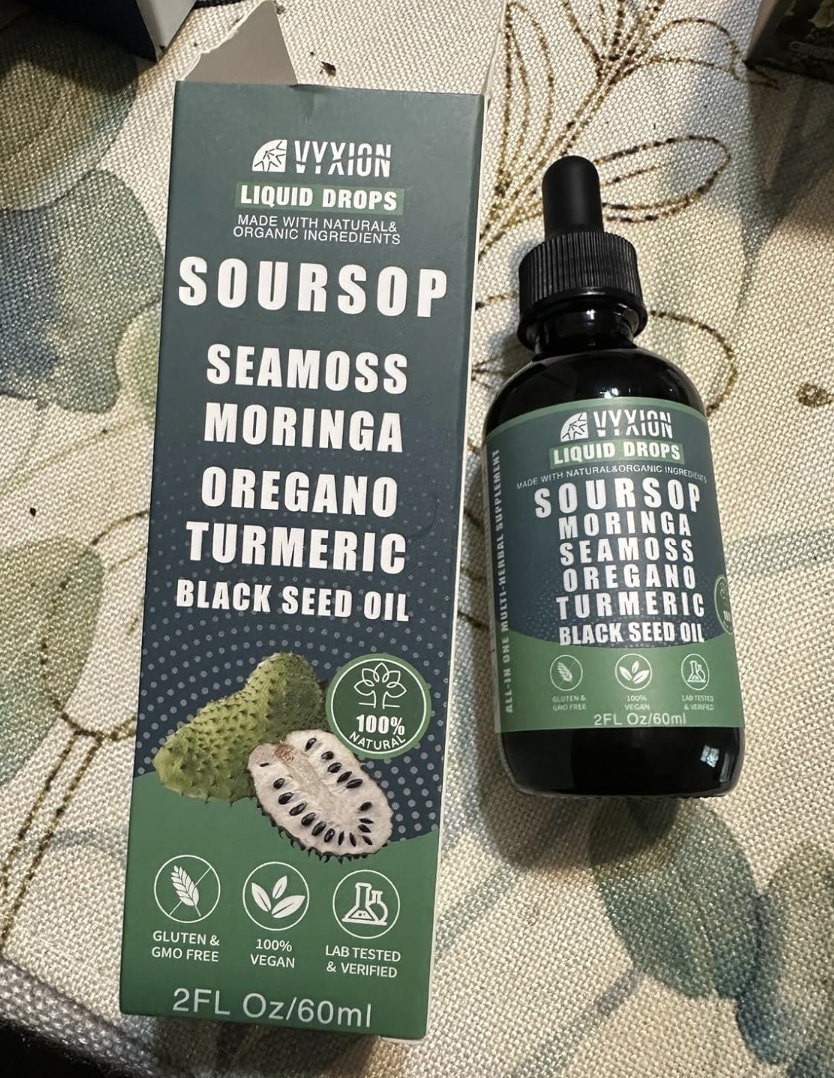 VYXION
LIQUID DROPS
MADE WITH NATURAL&
ORGANIC INGREDIENTS
SOURSOP
SEAMOSS
MORINGA
OREGANO
TURMERIC
BLACK SEED OIL
100%
NATURAL
GLUTEN &
GMO FREE
100%
VEGAN
LAB TESTED
& VERIFIED
2FL Oz/60ml
VYXION
LIQUID DROPS
MADE WITH NATURAL&ORGANIC INGREDIENTS
SOURSOP
MORINGA
SEAMOSS
OREGANO
TURMERIC
BLACK SEED OIL
GLUTEN &
GMO FREE
100%
VEGAN
LAB TESTED
& VERIFIED
2FL Oz/60ml
ALL-IN ONE MULTI-HERBAL SUPPLEMENT